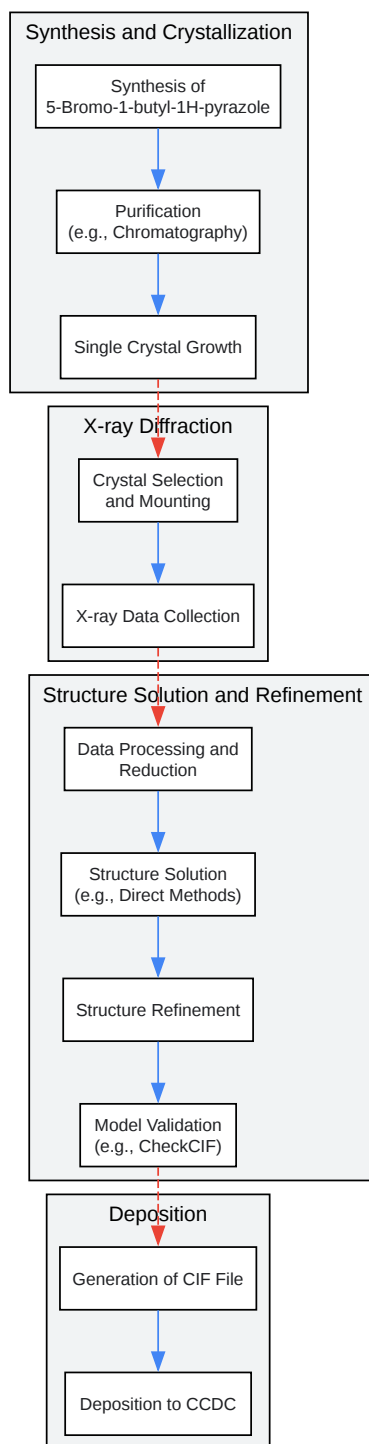 Synthesis and Crystallization
Synthesis of
5-Bromo-1-butyl-1H-pyrazole
Purification
(e.g., Chromatography)
Single Crystal Growth
X-ray Diffraction
Crystal Selection
and Mounting
X-ray Data Collection
Structure Solution and Refinement
Data Processing and
Reduction
Structure Solution
(e.g., Direct Methods)
Structure Refinement
Model Validation
(e.g., CheckCIF)
Deposition
Generation of CIF File
Deposition to CCDC